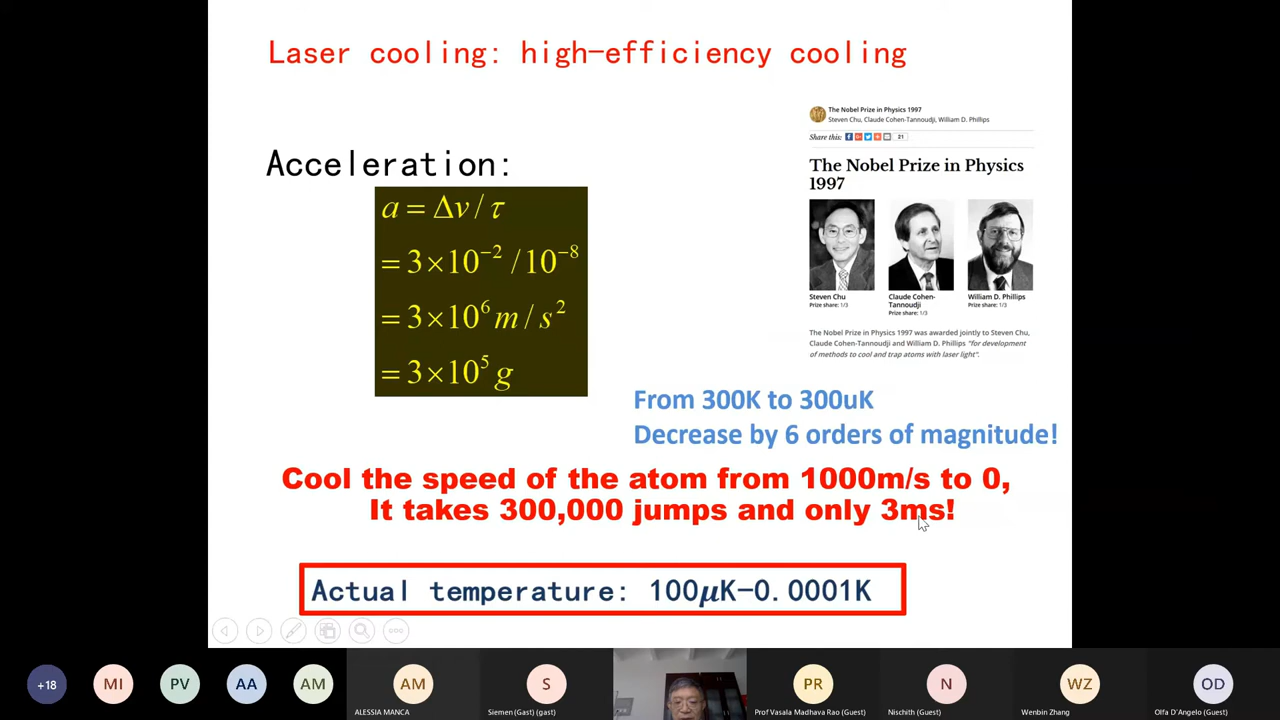 Laser cooling: high-efficiency cooling
The Nobel Prize in Physics 1997
Steven Chu, Claude Cohen-Tannoudji, William D. Phillips
Share this:
21
The Nobel Prize in Physics
1997
Steven Chu
Prize share: 1/3
Claude Cohen-
Tannoudji
Prize share: 1/3
William D. Phillips
Prize share: 1/3
The Nobel Prize in Physics 1997 was awarded jointly to Steven Chu,
Claude Cohen-Tannoudji and William D. Phillips "for development
of methods to cool and trap atoms with laser light".
Acceleration:
a = Δv / τ
= 3×10⁻² /10⁻⁸
= 3×10⁶ m / s²
= 3×10⁵ g
From 300K to 300uK
Decrease by 6 orders of magnitude!
Cool the speed of the atom from 1000m/s to 0,
It takes 300,000 jumps and only 3ms!
Actual temperature: 100μK-0.0001K
+18
MI
PV
AA
AM
AM
ALESSIA MANCA
S
Siemen (Gast) (gast)
PR
Prof Vasala Madhava Rao (Guest)
N
Nischith (Guest)
WZ
Wenbin Zhang
OD
Olfa D'Angelo (Guest)